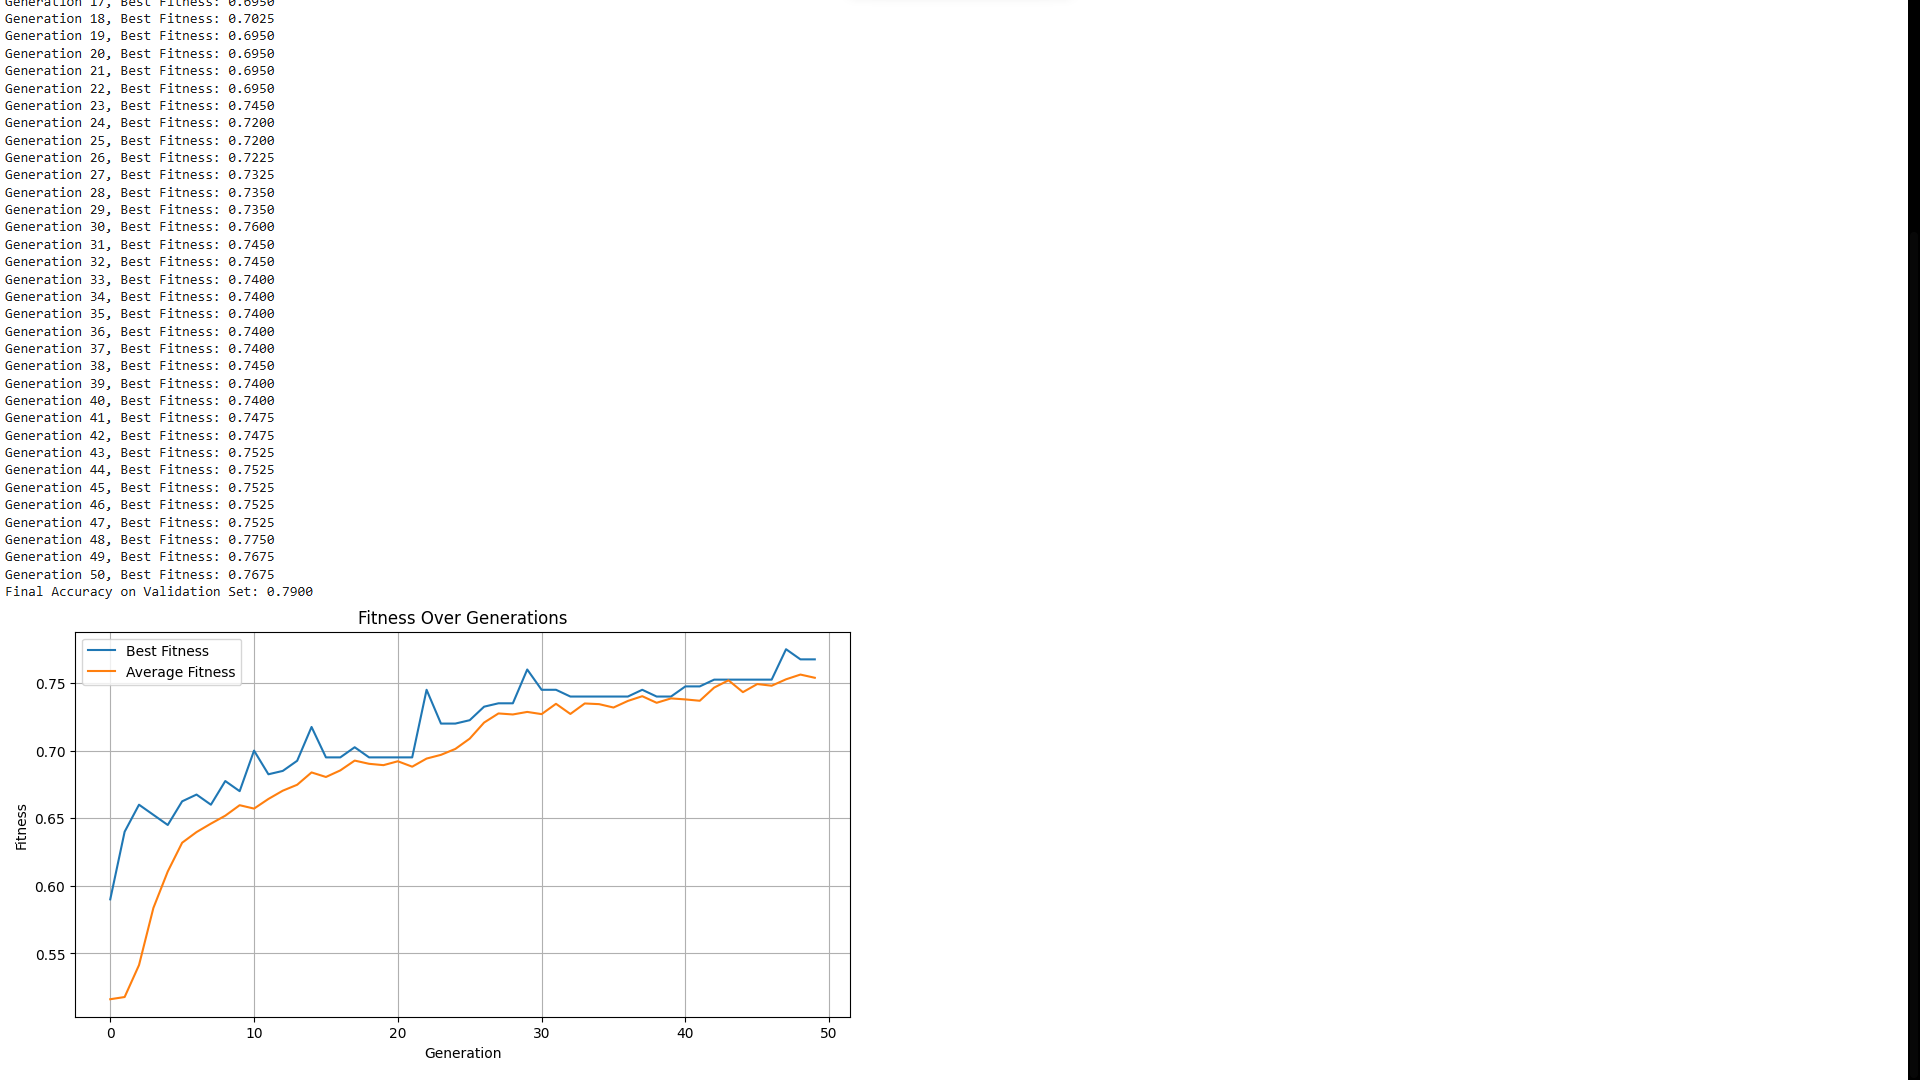 Generation 17, Best Fitness: 0.6950
Generation 18, Best Fitness: 0.7025
Generation 19, Best Fitness: 0.6950
Generation 20, Best Fitness: 0.6950
Generation 21, Best Fitness: 0.6950
Generation 22, Best Fitness: 0.6950
Generation 23, Best Fitness: 0.7450
Generation 24, Best Fitness: 0.7200
Generation 25, Best Fitness: 0.7200
Generation 26, Best Fitness: 0.7225
Generation 27, Best Fitness: 0.7325
Generation 28, Best Fitness: 0.7350
Generation 29, Best Fitness: 0.7350
Generation 30, Best Fitness: 0.7600
Generation 31, Best Fitness: 0.7450
Generation 32, Best Fitness: 0.7450
Generation 33, Best Fitness: 0.7400
Generation 34, Best Fitness: 0.7400
Generation 35, Best Fitness: 0.7400
Generation 36, Best Fitness: 0.7400
Generation 37, Best Fitness: 0.7400
Generation 38, Best Fitness: 0.7450
Generation 39, Best Fitness: 0.7400
Generation 40, Best Fitness: 0.7400
Generation 41, Best Fitness: 0.7475
Generation 42, Best Fitness: 0.7475
Generation 43, Best Fitness: 0.7525
Generation 44, Best Fitness: 0.7525
Generation 45, Best Fitness: 0.7525
Generation 46, Best Fitness: 0.7525
Generation 47, Best Fitness: 0.7525
Generation 48, Best Fitness: 0.7750
Generation 49, Best Fitness: 0.7675
Generation 50, Best Fitness: 0.7675
Final Accuracy on Validation Set: 0.7900
Fitness Over Generations
Best Fitness
Average Fitness
0.75
0.70
0.65
0.60
0.55
Fitness
0 10 20 30 40 50
Generation